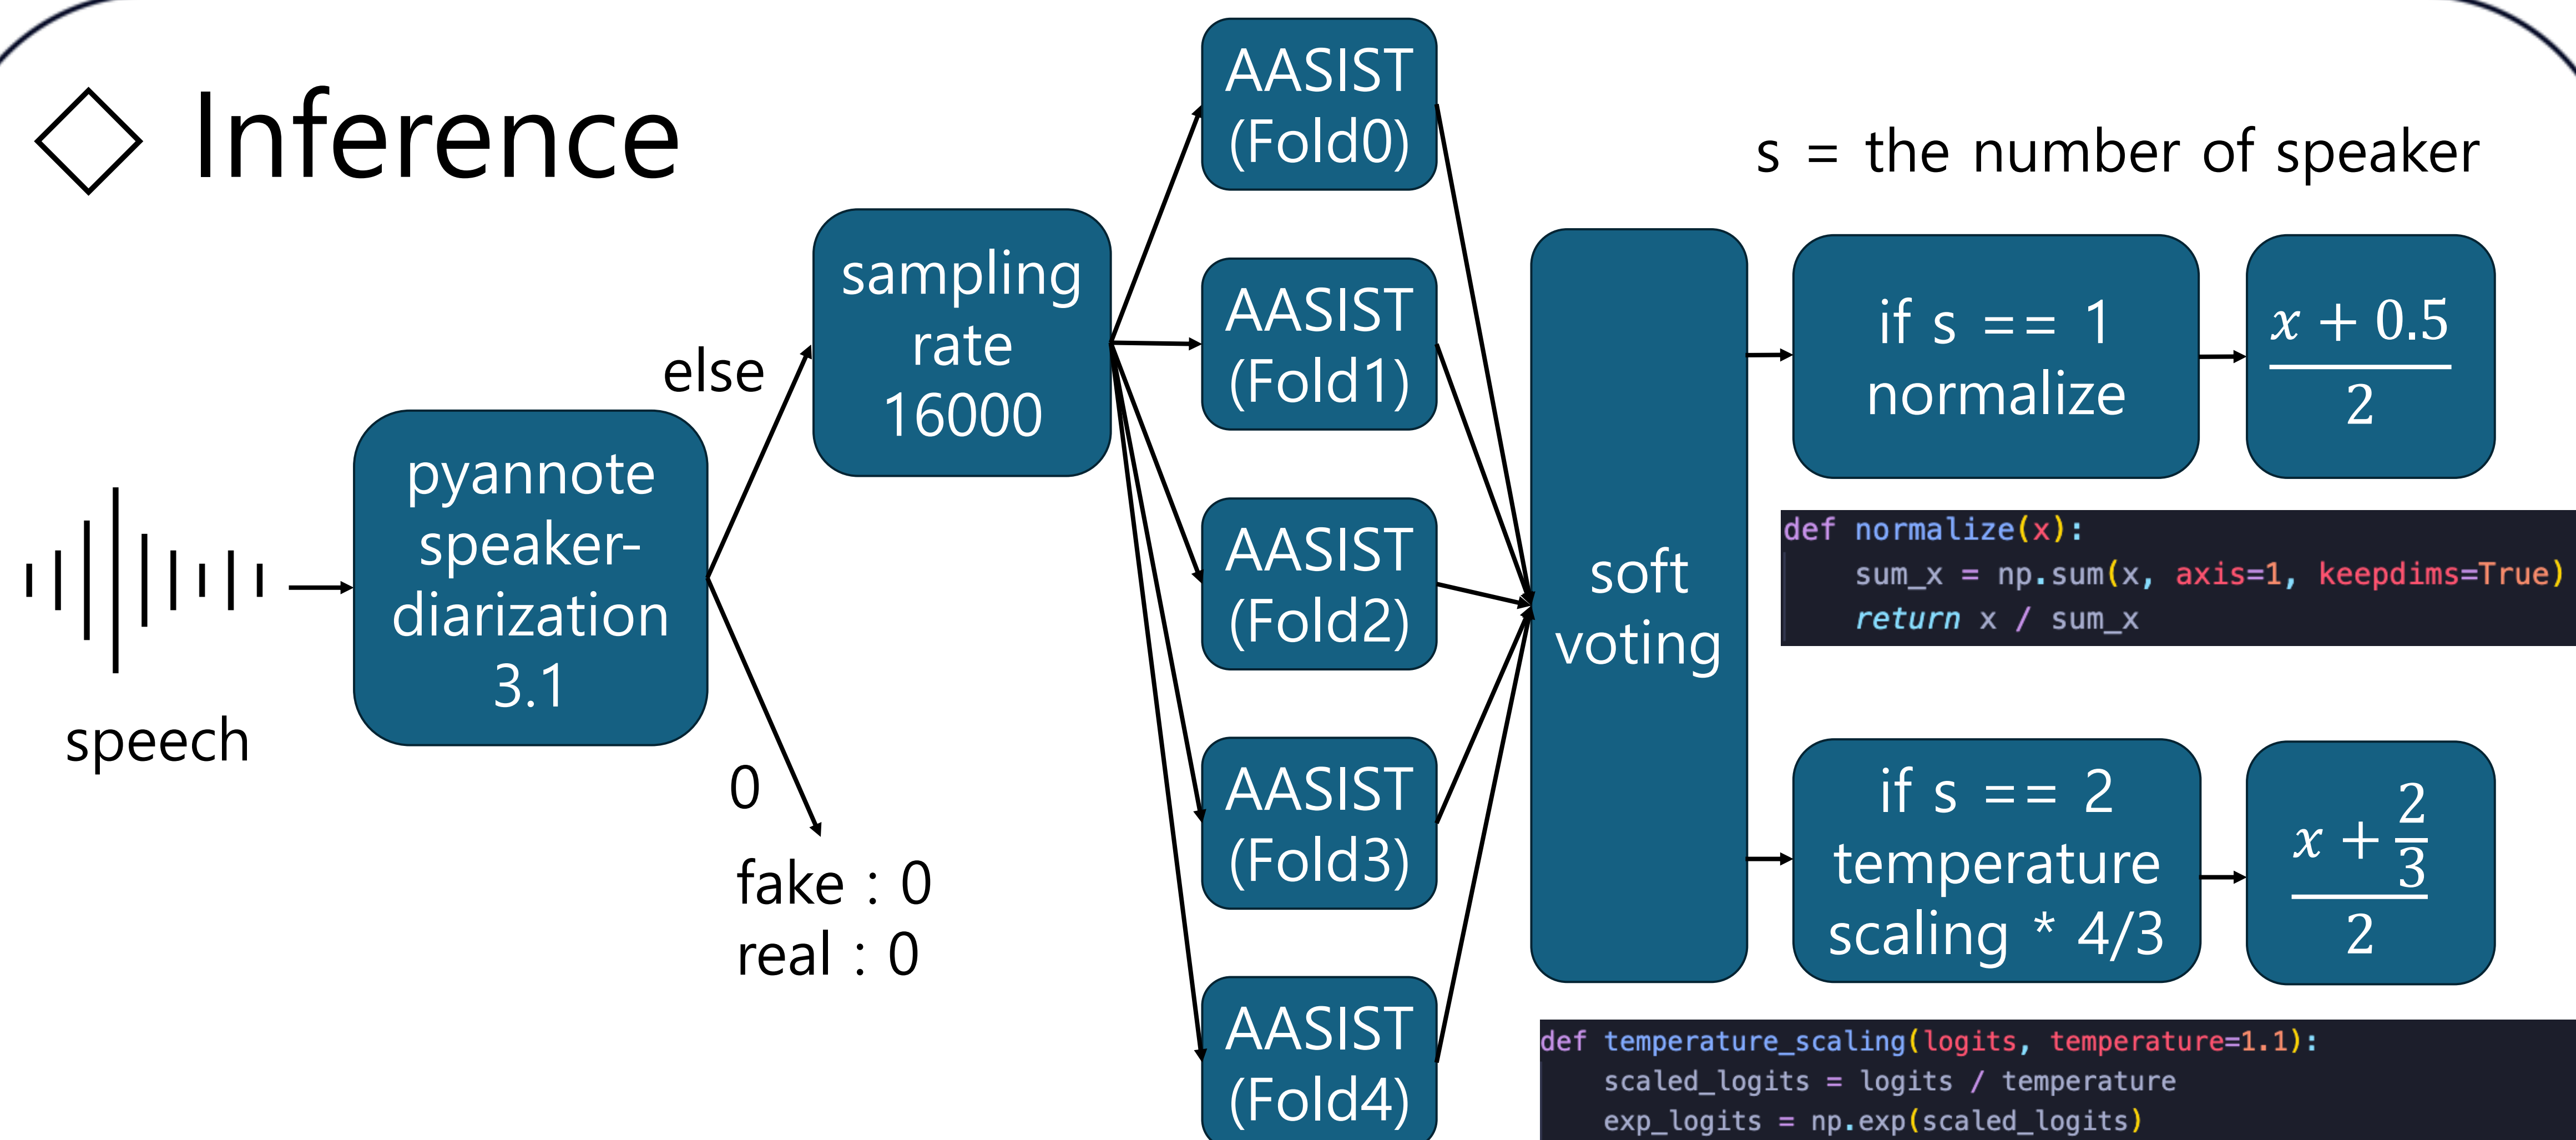 Inference
speech
pyannote
speaker-
diarization
3.1
else
0
fake : 0
real : 0
sampling
rate
16000
AASIST
(Fold0)
AASIST
(Fold1)
AASIST
(Fold2)
AASIST
(Fold3)
AASIST
(Fold4)
soft
voting
s = the number of speaker
if s == 1
normalize
x + 0.5
2
def normalize(x):
sum_x = np.sum(x, axis=1, keepdims=True)
return x / sum_x
if s == 2
temperature
scaling * 4/3
x + 2/3
2
def temperature_scaling(logits, temperature=1.1):
scaled_logits = logits / temperature
exp_logits = np.exp(scaled_logits)